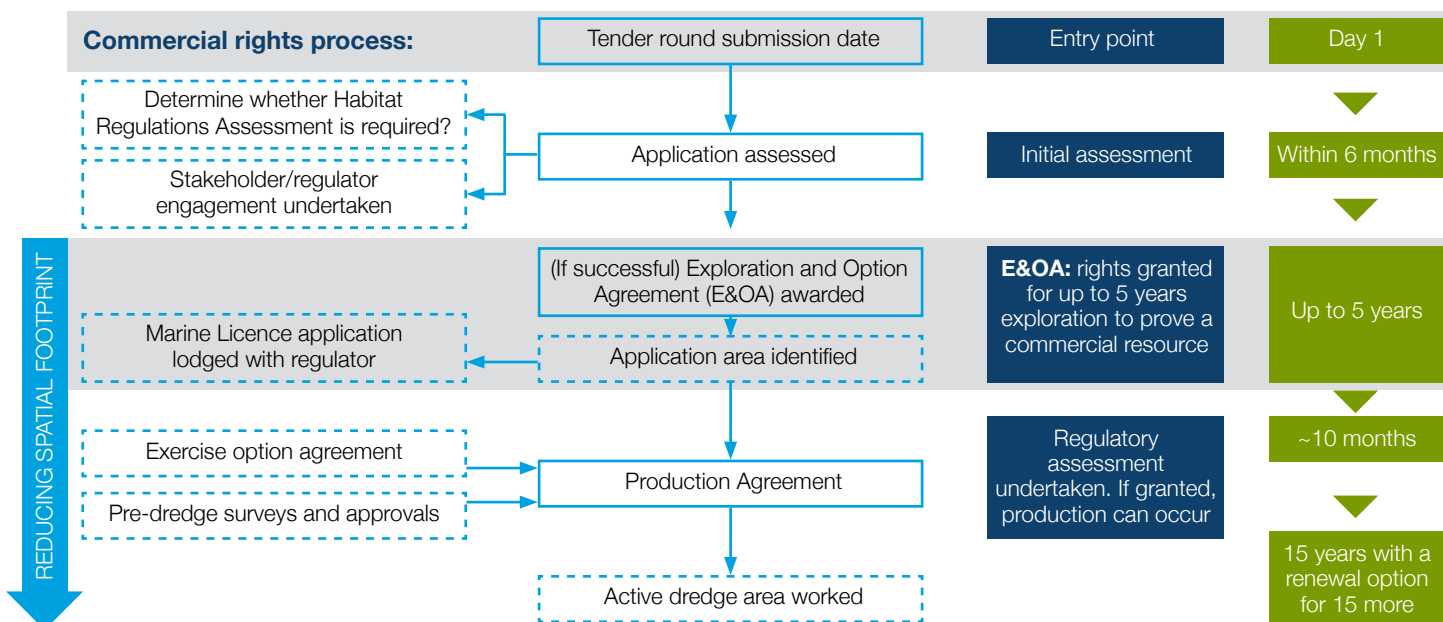 Commercial rights process:
Tender round submission date
Entry point
Day 1
Determine whether Habitat
Regulations Assessment is required?
Application assessed
Initial assessment
Within 6 months
Stakeholder/regulator
engagement undertaken
REDUCING SPATIAL FOOTPRINT
(If successful) Exploration and Option
Agreement (E&OA) awarded
E&OA: rights granted
for up to 5 years
exploration to prove a
commercial resource
Up to 5 years
Marine Licence application
lodged with regulator
Application area identified
Exercise option agreement
Pre-dredge surveys and approvals
Production Agreement
Regulatory
assessment
undertaken. If granted,
production can occur
~10 months
Active dredge area worked
15 years with a
renewal option
for 15 more